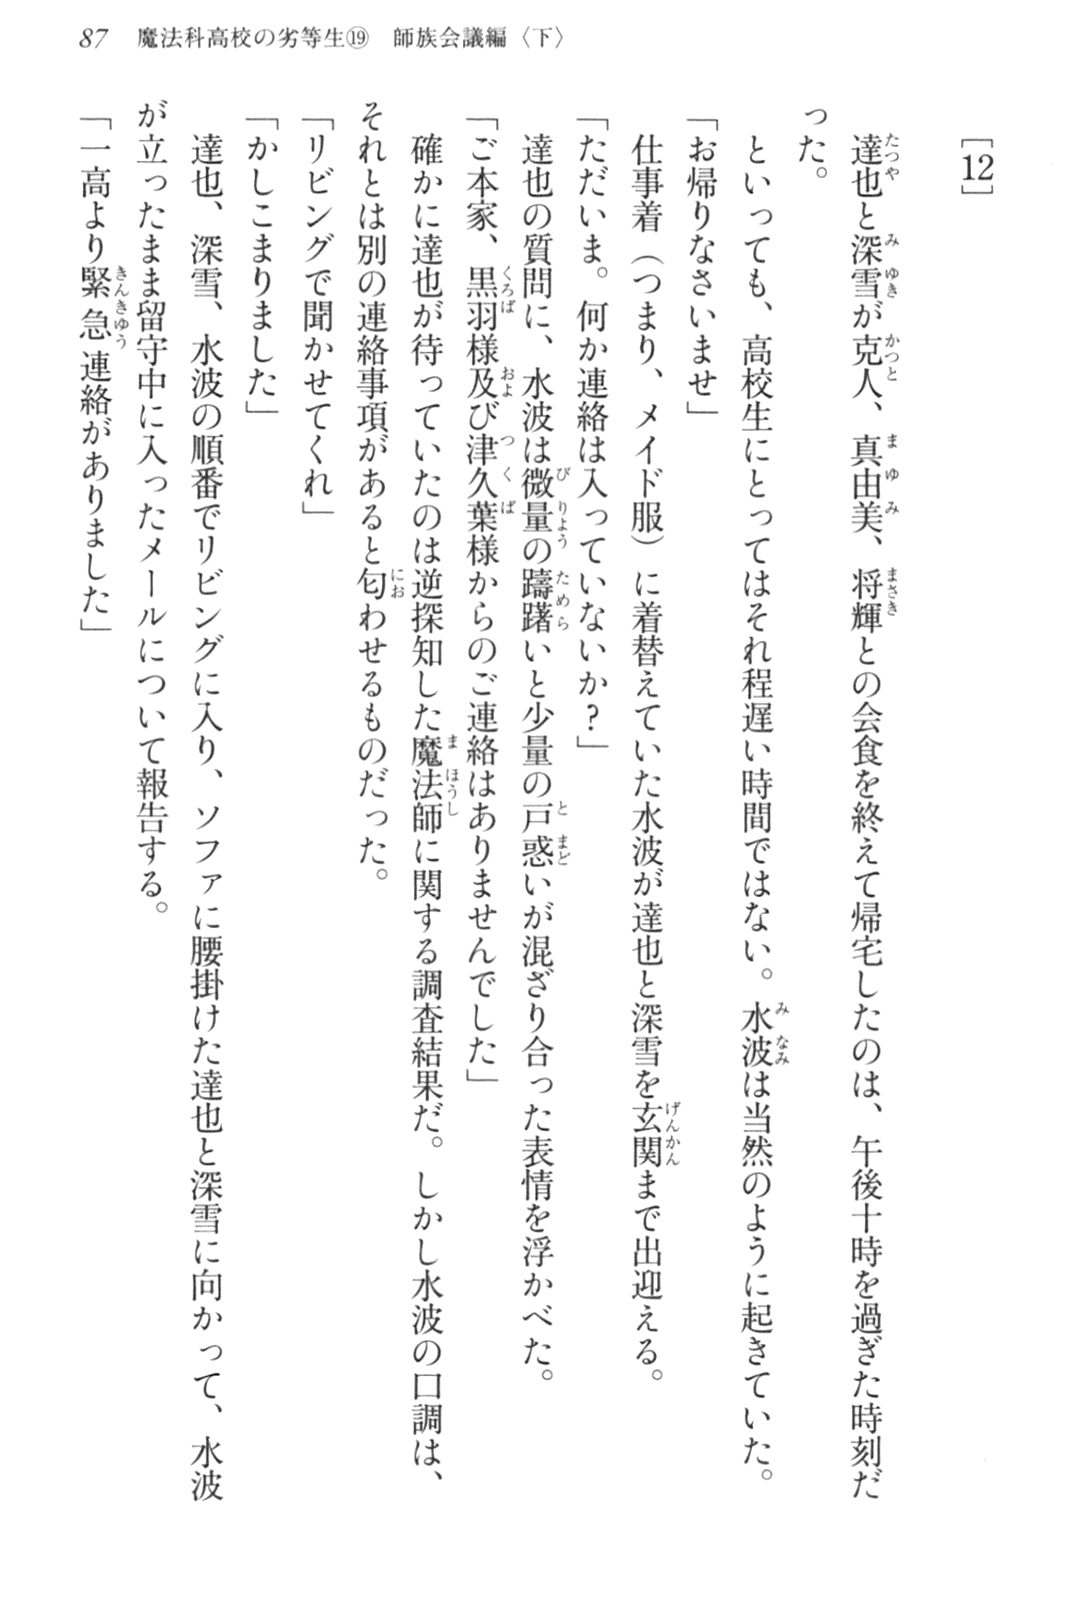 87　魔法科高校の劣等生⑲　師族会議編〈下〉
［12］
　達也と深雪が克人、真由美、将輝との会食を終えて帰宅したのは、午後十時を過ぎた時刻だ
った。
　といっても、高校生にとってはそれ程遅い時間ではない。水波は当然のように起きていた。
「お帰りなさいませ」
　仕事着（つまり、メイド服）に着替えていた水波が達也と深雪を玄関まで出迎える。
「ただいま。何か連絡は入っていないか？」
　達也の質問に、水波は微量の躊躇いと少量の戸惑いが混ざり合った表情を浮かべた。
「ご本家、黒羽様及び津久葉様からのご連絡はありませんでした」
　確かに達也が待っていたのは逆探知した魔法師に関する調査結果だ。しかし水波の口調は、
それとは別の連絡事項があると匂わせるものだった。
「リビングで聞かせてくれ」
「かしこまりました」
　達也、深雪、水波の順番でリビングに入り、ソファに腰掛けた達也と深雪に向かって、水波
が立ったまま留守中に入ったメールについて報告する。
「一高より緊急連絡がありました」